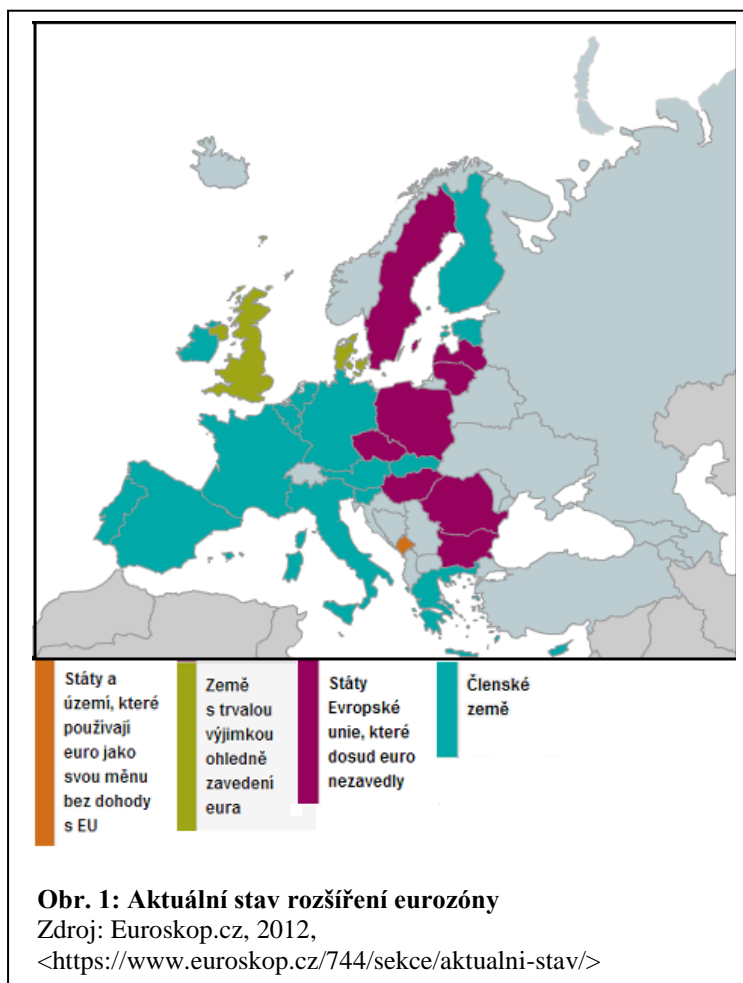 Státy a
území, které
používají
euro jako
svou měnu
bez dohody
s EU
Země
s trvalou
výjimkou
ohledně
zavedení
eura
Státy
Evropské
unie, které
dosud euro
nezavedly
Členské
země
Obr. 1: Aktuální stav rozšíření eurozóny
Zdroj: Euroskop.cz, 2012,
<https://www.euroskop.cz/744/sekce/aktualni-stav/>